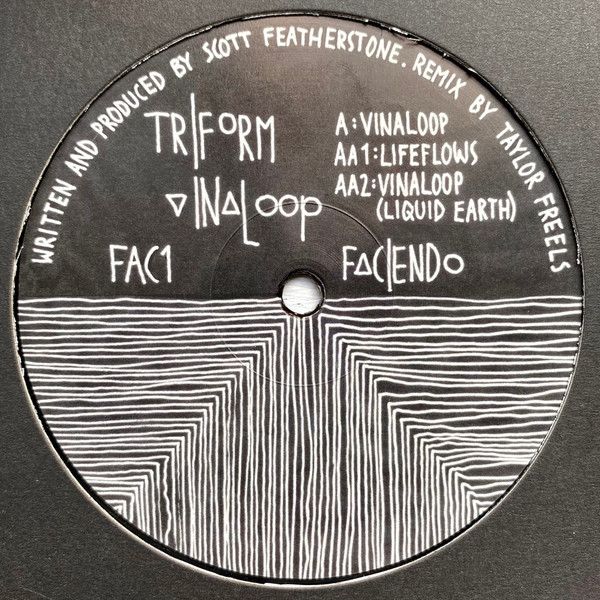 WRITTEN AND PRODUCED BY SCOTT FEATHERSTONE. REMIX BY TAYLOR FREELS
TRIFORM
VINALOOP
A: VINALOOP
AA1: LIFEFLOWS
AA2: VINALOOP
(LIQUID EARTH)
FAC1
FACIENDO